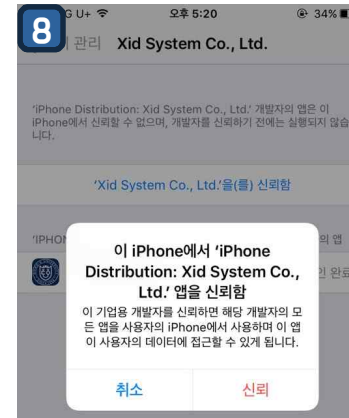 8
G U+ 오후 5:20 34%
관리 Xid System Co., Ltd.
'iPhone Distribution: Xid System Co., Ltd.' 개발자의 앱은 이
iPhone에서 신뢰할 수 없으며, 개발자를 신뢰하기 전에는 실행되지 않습
니다.
'Xid System Co., Ltd.'을(를) 신뢰함
'IPHO 의 앱
인 완료
이 iPhone에서 'iPhone
Distribution: Xid System Co.,
Ltd.' 앱을 신뢰함
이 기업용 개발자를 신뢰하면 해당 개발자의 모
든 앱을 사용자의 iPhone에서 사용하며 이 앱
이 사용자의 데이터에 접근할 수 있게 됩니다.
취소 신뢰